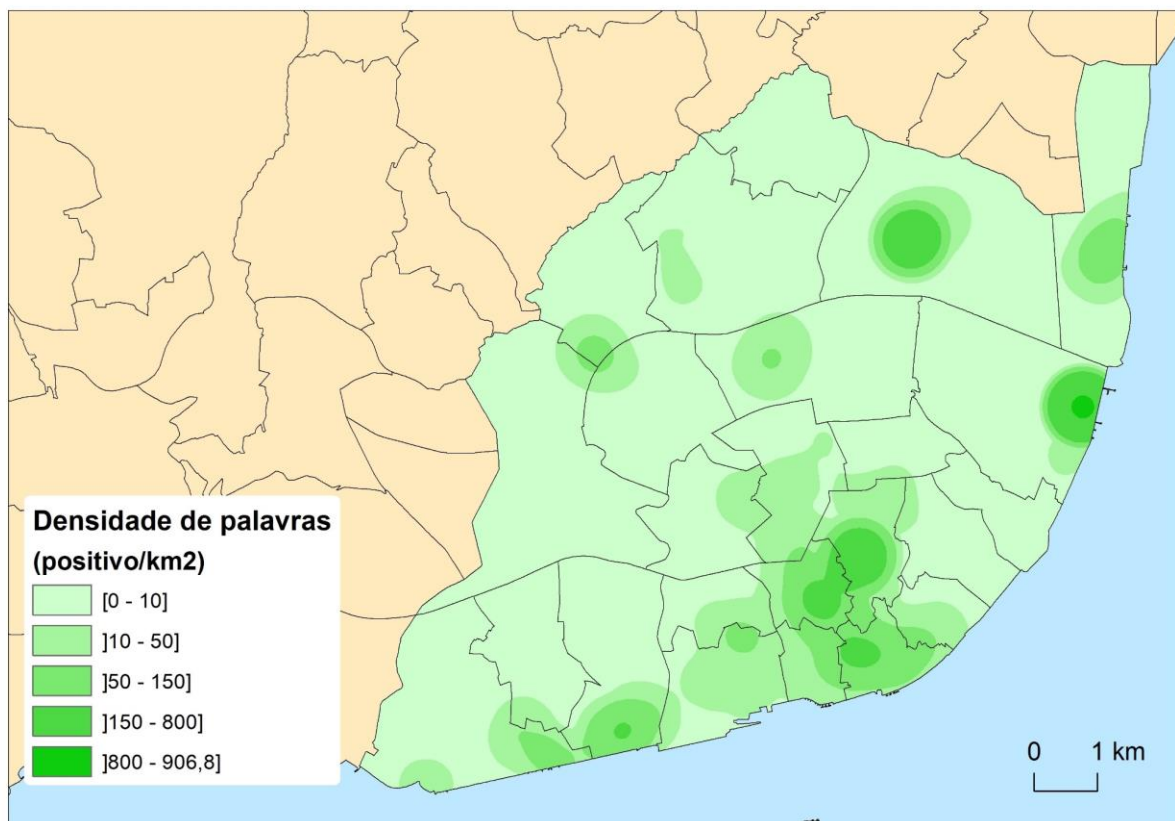 Densidade de palavras
(positivo/km2)
[0 - 10]
]10 - 50]
]50 - 150]
]150 - 800]
]800 - 906,8]
0 1 km